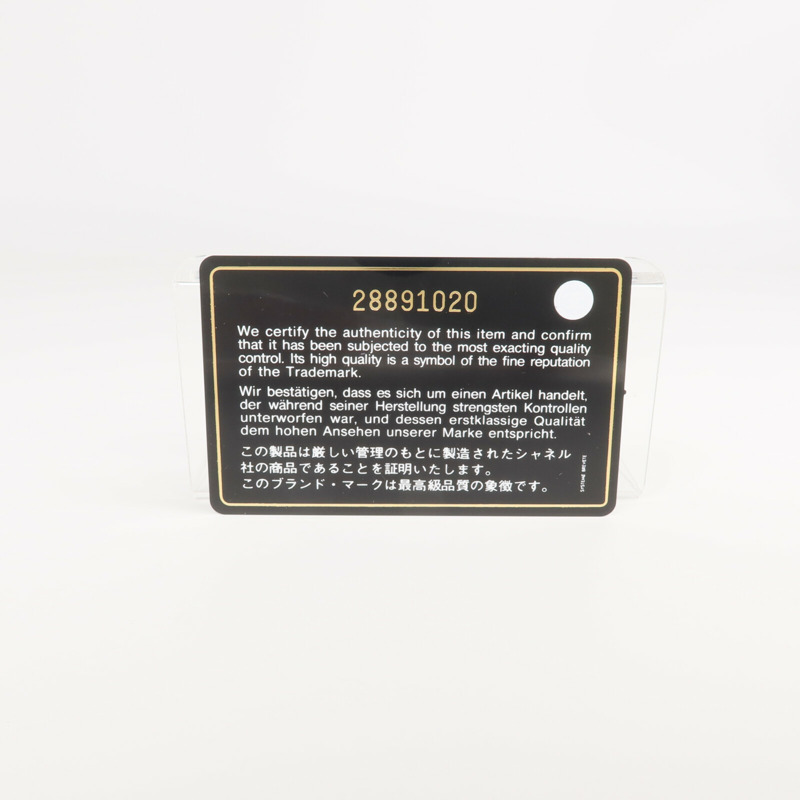 28891020
We certify the authenticity of this item and confirm
that it has been subjected to the most exacting quality
control. Its high quality is a symbol of the fine reputation
of the Trademark.
Wir bestätigen, dass es sich um einen Artikel handelt,
der während seiner Herstellung strengsten Kontrollen
unterworfen war, und dessen erstklassige Qualität
dem hohen Ansehen unserer Marke entspricht.
この製品は厳しい管理のもとに製造されたシャネル
社の商品であることを証明いたします。
このブランド・マークは最高級品質の象徴です。